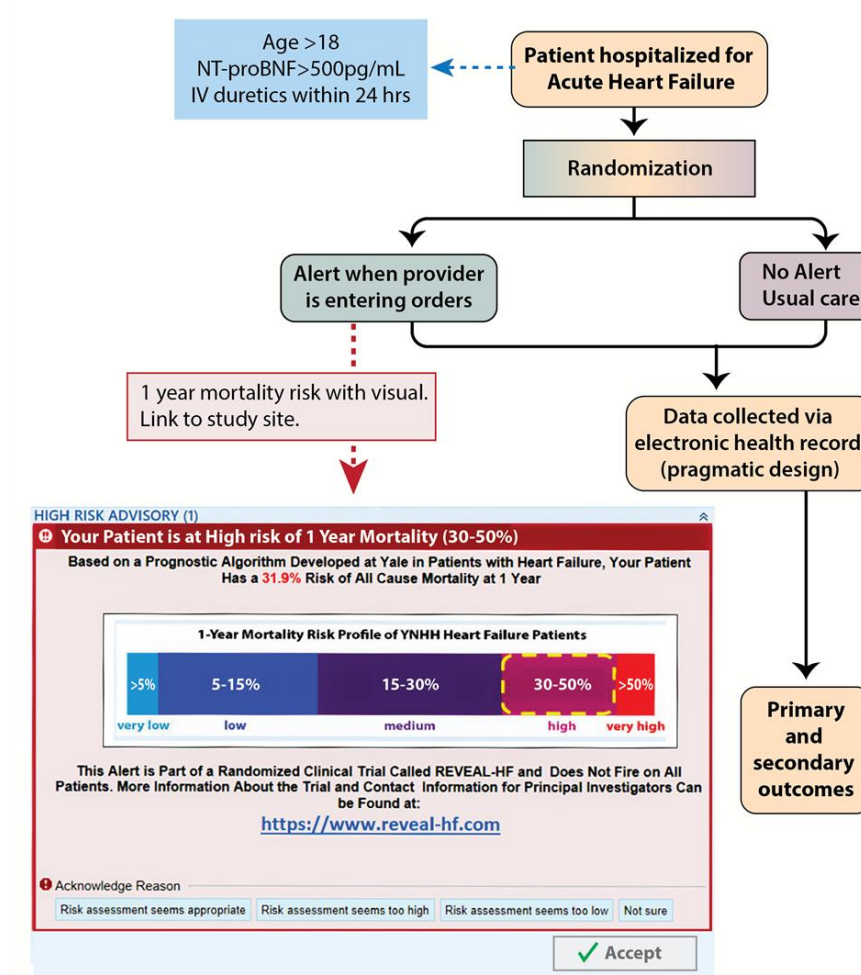 Age >18
NT-proBNF>500pg/mL
IV duretics within 24 hrs
Patient hospitalized for
Acute Heart Failure
Randomization
Alert when provider
is entering orders
No Alert
Usual care
1 year mortality risk with visual.
Link to study site.
Data collected via
electronic health record
(pragmatic design)
HIGH RISK ADVISORY (1)
Your Patient is at High risk of 1 Year Mortality (30-50%)
Based on a Prognostic Algorithm Developed at Yale in Patients with Heart Failure, Your Patient
Has a 31.9% Risk of All Cause Mortality at 1 Year
1-Year Mortality Risk Profile of YNHH Heart Failure Patients
>5% 5-15% 15-30% 30-50% >50%
very low low medium high very high
This Alert is Part of a Randomized Clinical Trial Called REVEAL-HF and Does Not Fire on All
Patients. More Information About the Trial and Contact Information for Principal Investigators Can
be Found at:
https://www.reveal-hf.com
Acknowledge Reason
Risk assessment seems appropriate Risk assessment seems too high Risk assessment seems too low Not sure
Accept
Primary
and
secondary
outcomes